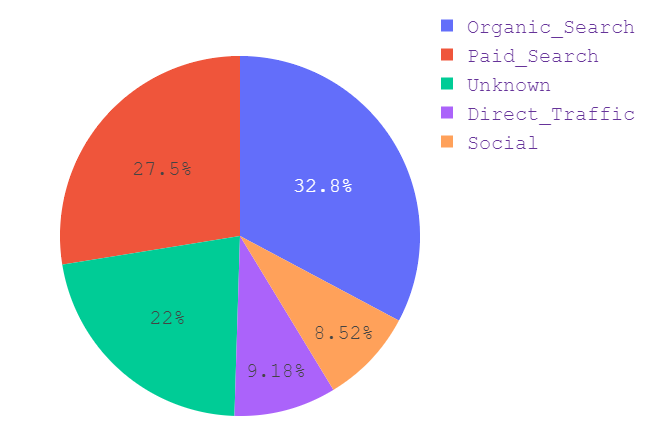 Organic_Search
Paid_Search
Unknown
Direct_Traffic
Social
27.5%
32.8%
22%
8.52%
9.18%